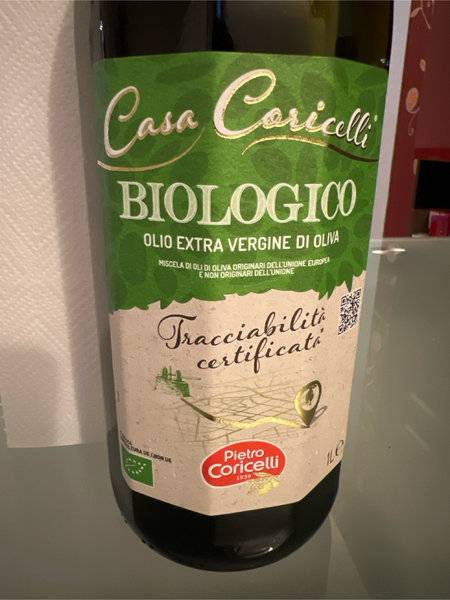 Casa Coricelli
BIOLOGICO
OLIO EXTRA VERGINE DI OLIVA
MISCELA DI OLI DI OLIVA ORIGINARI DELL'UNIONE EUROPEA
E NON ORIGINARI DELL'UNIONE
Tracciabilità
certificata
Pietro
Coricelli
1939
1L e